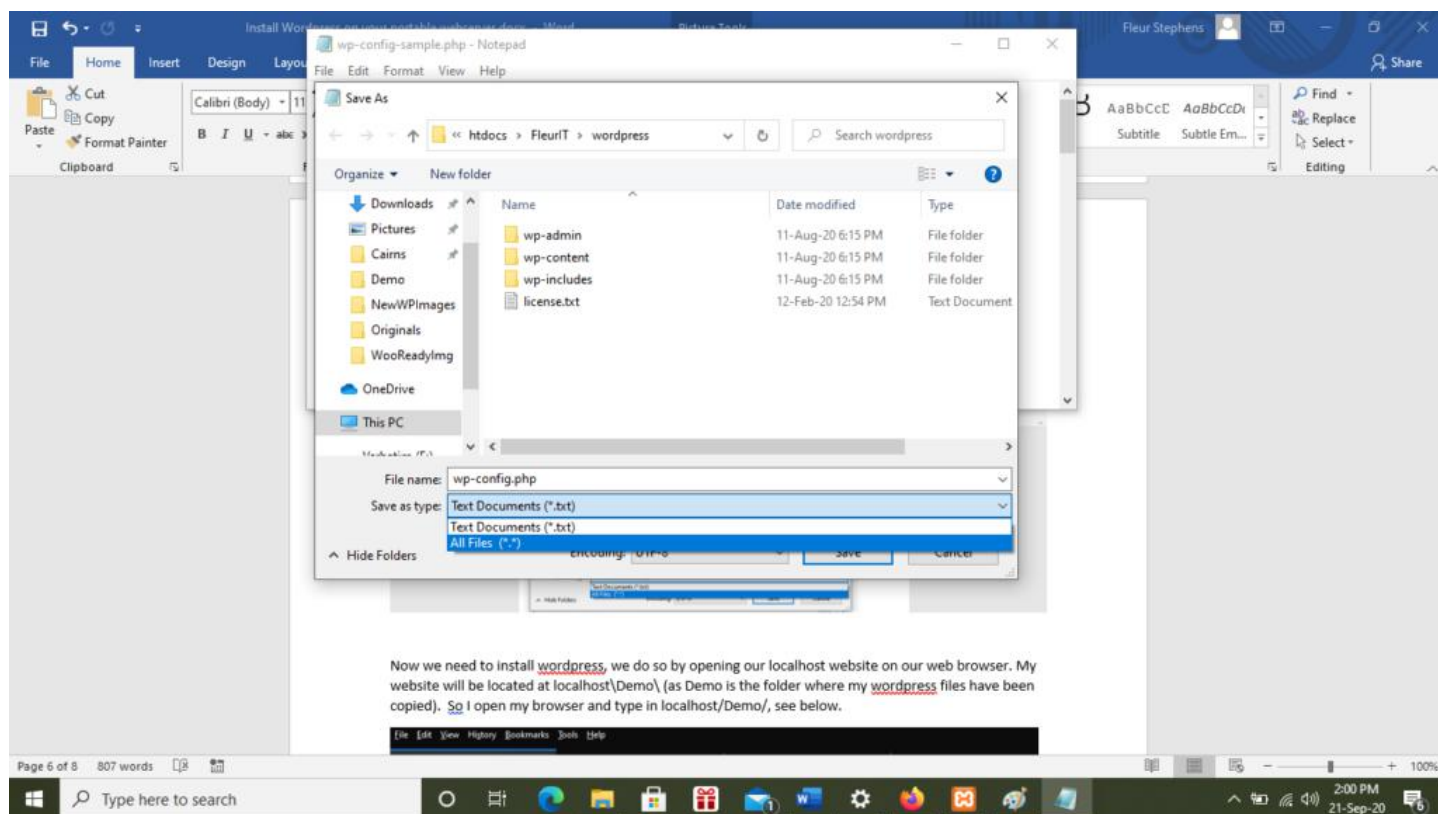 Install Word
Fleur Stephens
File Home Insert Design Layou
Share
wp-config-sample.php - Notepad
File Edit Format View Help
Cut
Copy
Format Painter
Paste
Clipboard
Calibri (Body) 11
B I U abc
AaBbCcD AaBbCcDi
Subtitle Subtle Em...
Find
Replace
Select
Editing
Save As
« htdocs > FleurIT > wordpress
Search wordpress
Organize New folder
Downloads
Pictures
Cairns
Demo
NewWPImages
Originals
WooReadyImg
OneDrive
This PC
Name Date modified Type
wp-admin 11-Aug-20 6:15 PM File folder
wp-content 11-Aug-20 6:15 PM File folder
wp-includes 11-Aug-20 6:15 PM File folder
license.txt 12-Feb-20 12:54 PM Text Document
File name: wp-config.php
Save as type: Text Documents (*.txt)
Text Documents (*.txt)
All Files (*.*)
Hide Folders Encoding: UTF-8 Save Cancel
Now we need to install wordpress, we do so by opening our localhost website on our web browser. My
website will be located at localhost\Demo\ (as Demo is the folder where my wordpress files have been
copied). So I open my browser and type in localhost/Demo/, see below.
File Edit View History Bookmarks Tools Help
Page 6 of 8 807 words
100%
Type here to search
2:00 PM
21-Sep-20